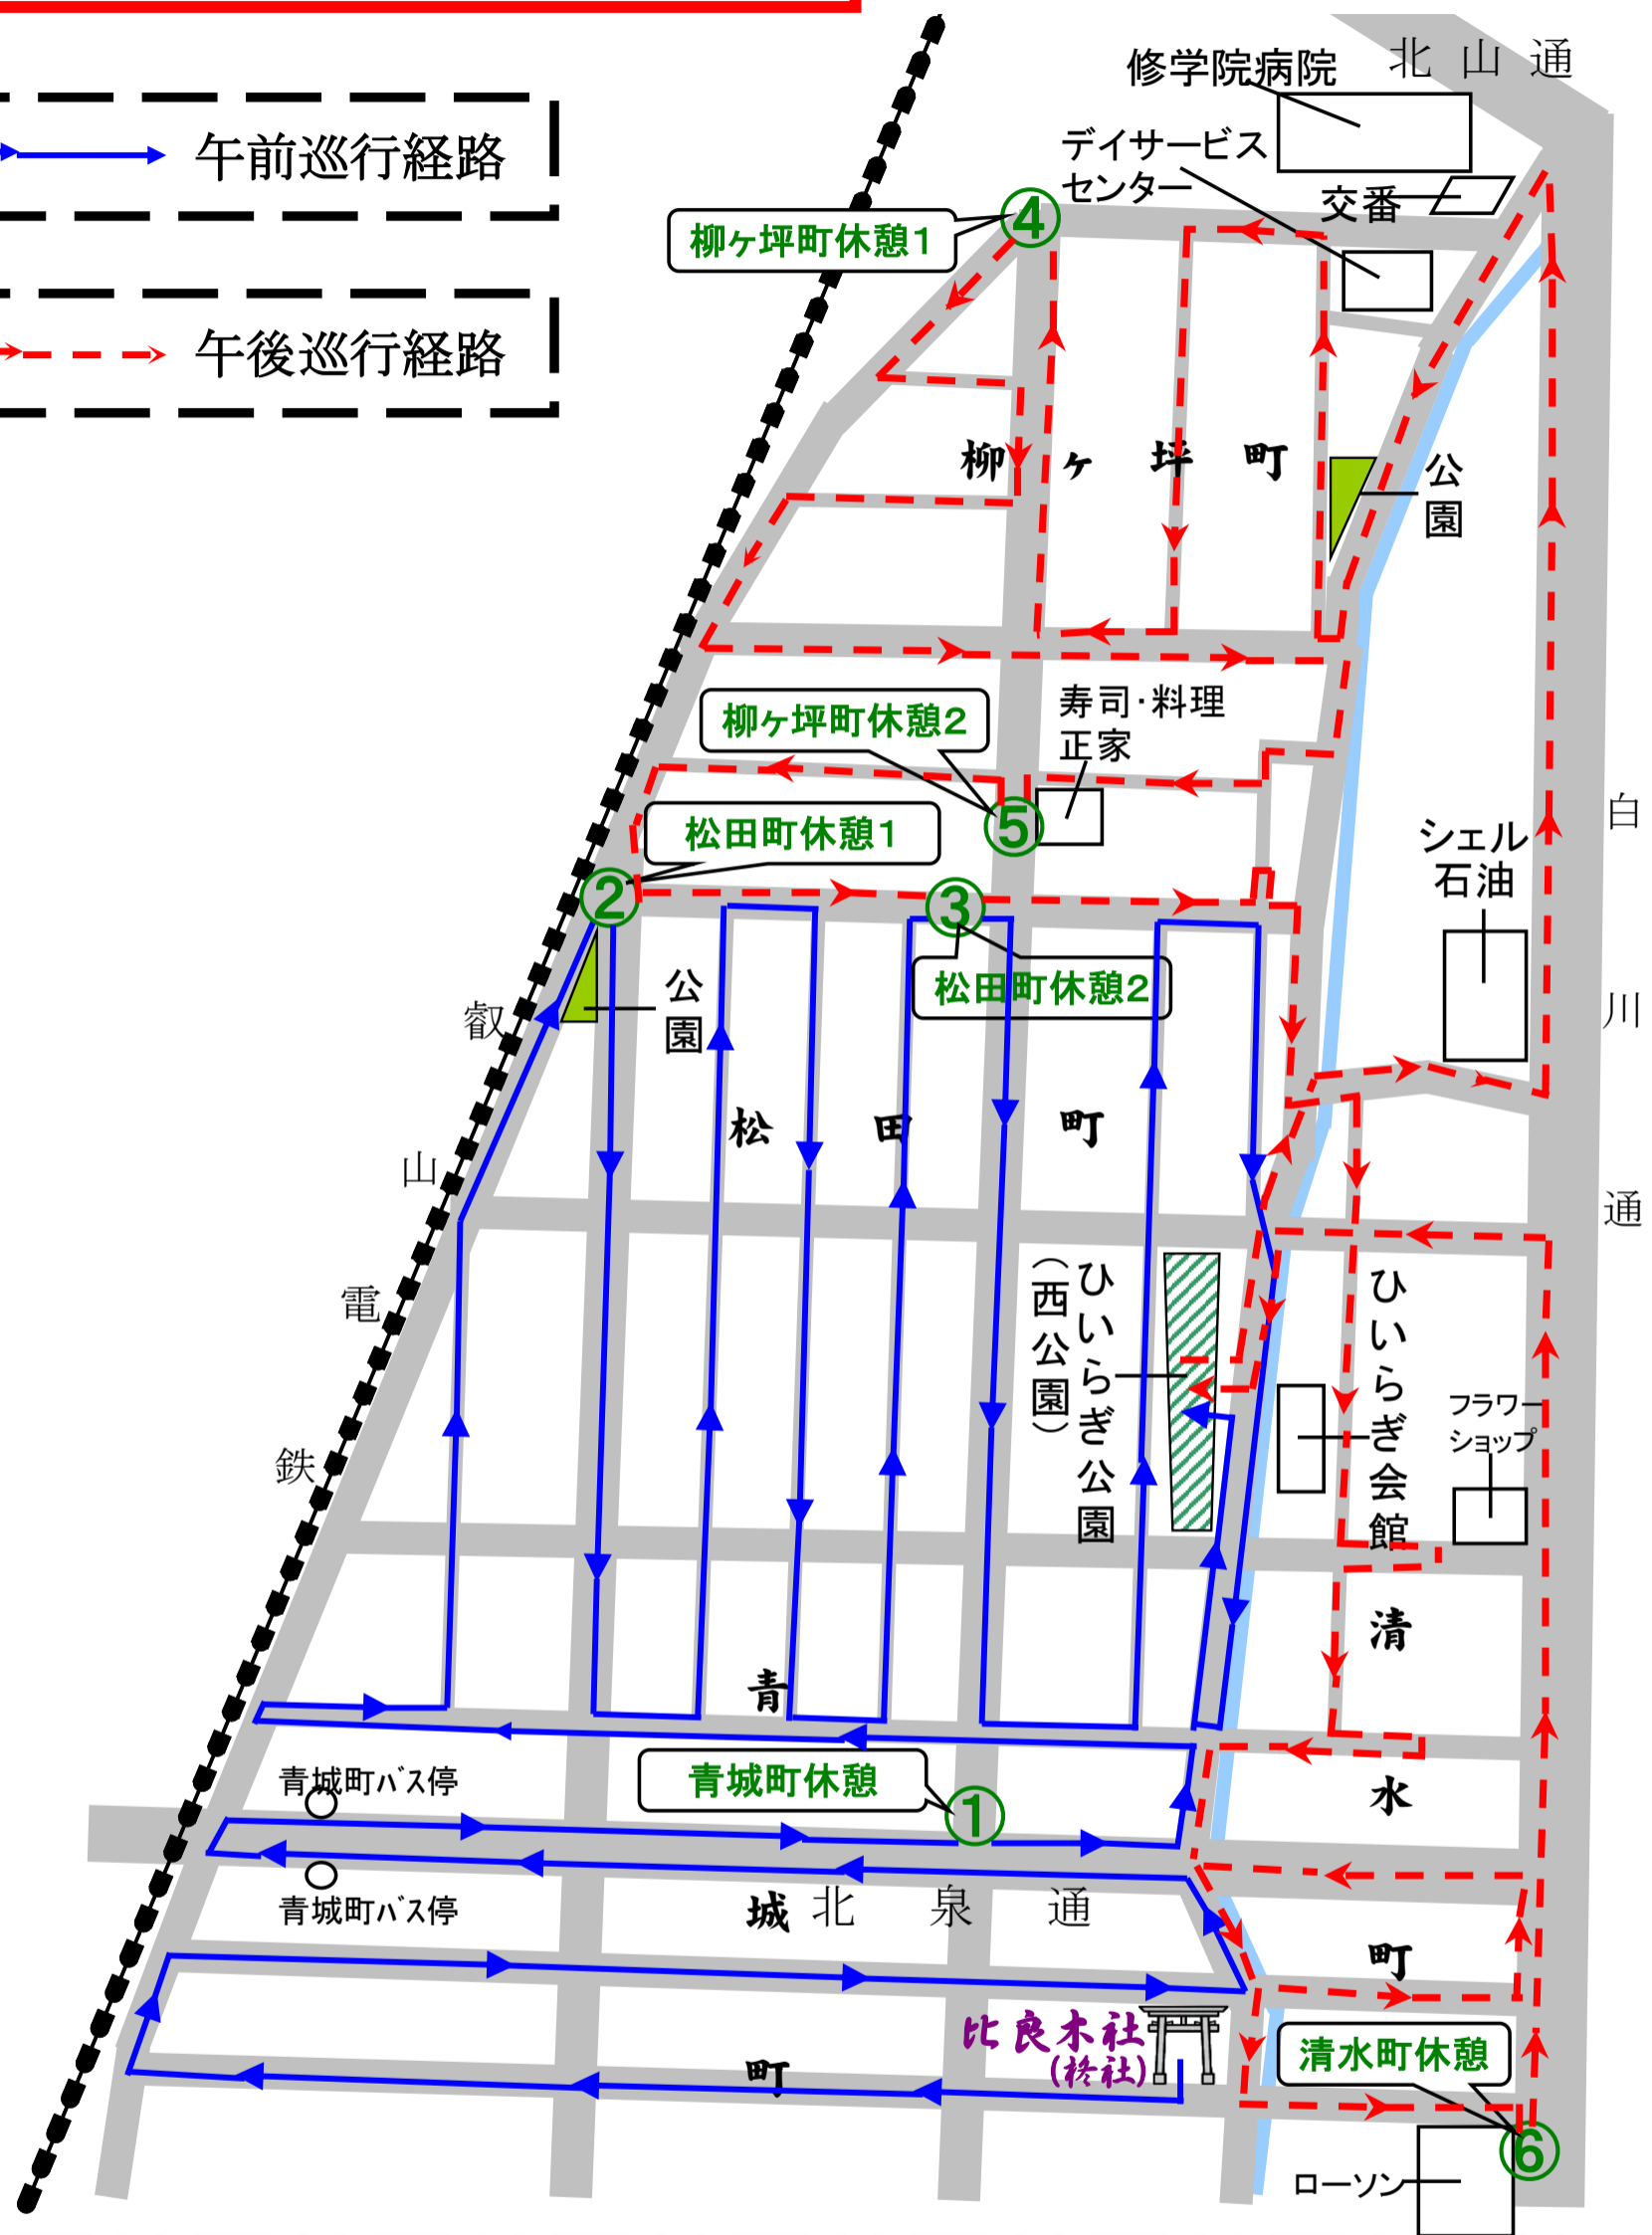 北山通
修学院病院
デイサービス
センター
交番
午前巡行経路
柳ヶ坪町休憩1
④
午後巡行経路
柳ヶ坪町
公園
柳ヶ坪町休憩2
寿司・料理
正家
⑤
松田町休憩1
②
③
松田町休憩2
シェル
石油
白川通
公園
叡山電鉄
松田町
ひいらぎ公園
（西公園）
ひいらぎ会館
フラワー
ショップ
清水町
青城町
青城町バス停
青城町休憩
①
青城町バス停
北泉通
比良木社
(柊社)
清水町休憩
⑥
ローソン